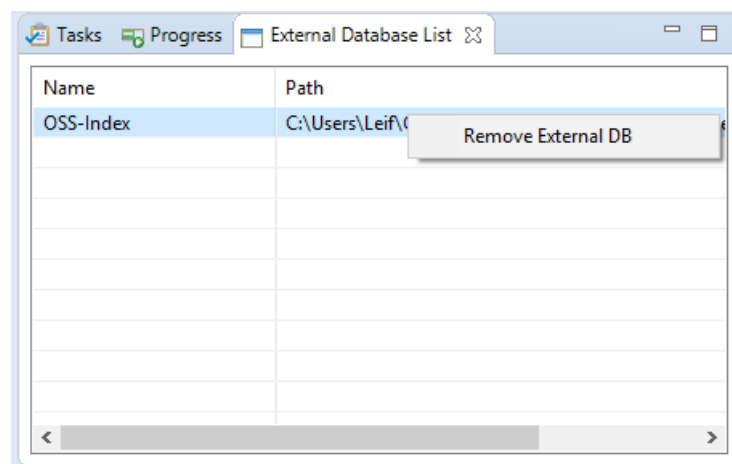 Tasks Progress External Database List
Name Path
OSS-Index C:\Users\Leif\
Remove External DB